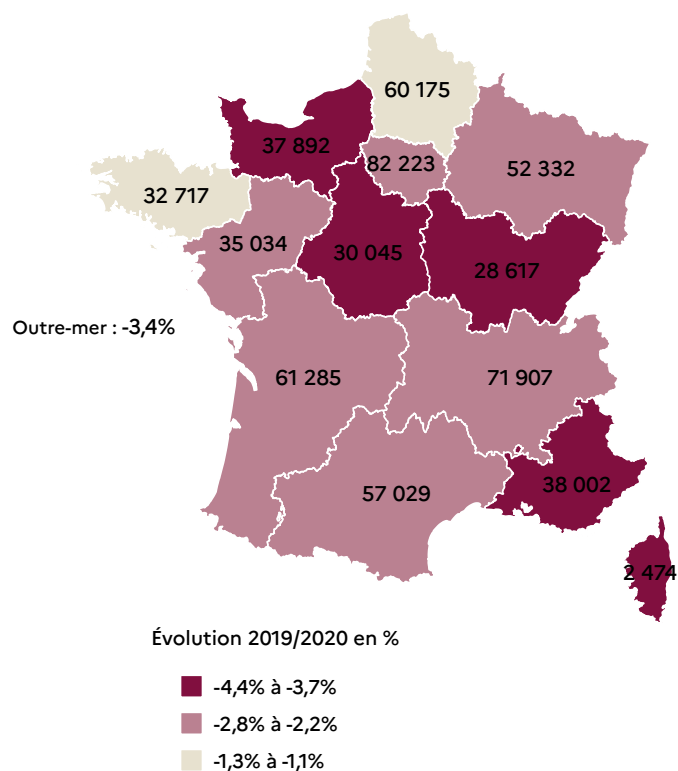 60 175
37 892
82 223
52 332
32 717
35 034
30 045
28 617
Outre-mer : -3,4%
61 285
71 907
38 002
57 029
2 474
Évolution 2019/2020 en %
-4,4% à -3,7%
-2,8% à -2,2%
-1,3% à -1,1%